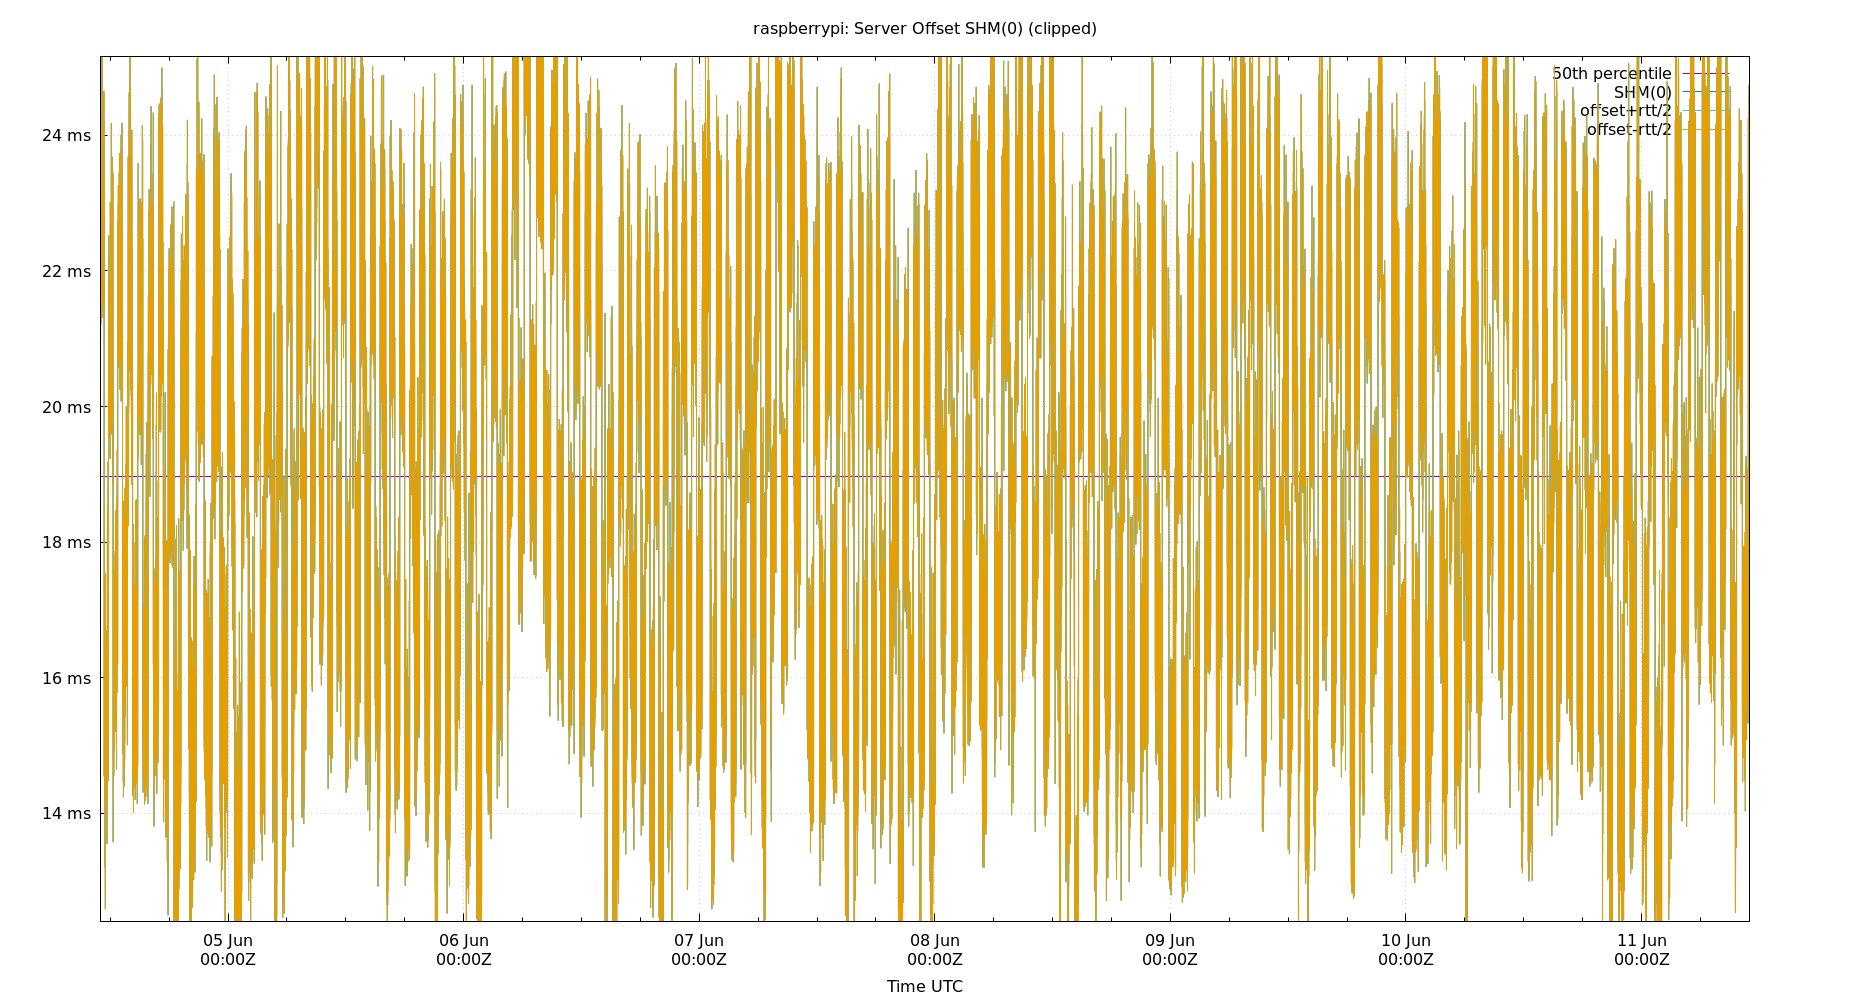 raspberrypi: Server Offset SHM(0) (clipped)
50th percentile
SHM(0)
offset+rtt/2
offset-rtt/2
24 ms
22 ms
20 ms
18 ms
16 ms
14 ms
05 Jun 06 Jun 07 Jun 08 Jun 09 Jun 10 Jun 11 Jun
00:00Z 00:00Z 00:00Z 00:00Z 00:00Z 00:00Z 00:00Z
Time UTC